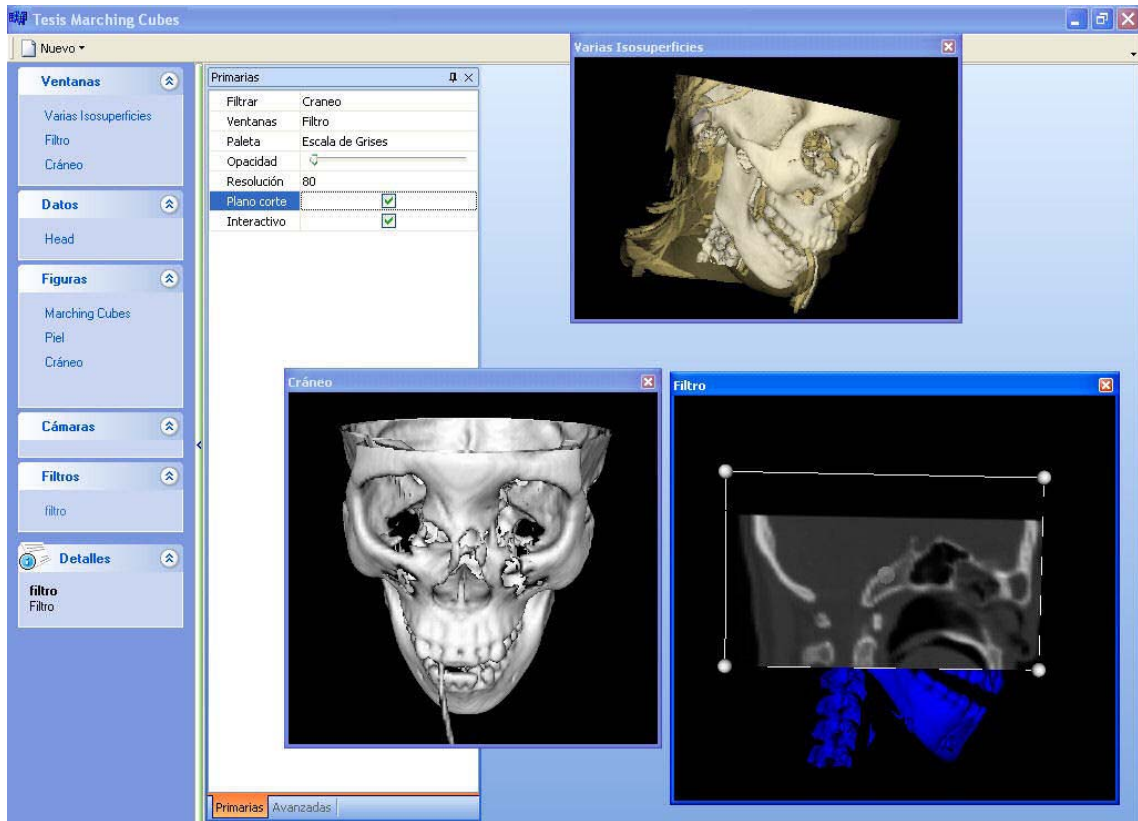 Tesis Marching Cubes
Nuevo
Ventanas
Varias Isosuperficies
Filtro
Cráneo
Datos
Head
Figuras
Marching Cubes
Piel
Cráneo
Cámaras
Filtros
filtro
Detalles
filtro
Filtro
Primarias
Filtrar Craneo
Ventanas Filtro
Paleta Escala de Grises
Opacidad
Resolución 80
Plano corte
Interactivo
Primarias Avanzadas
Varias Isosuperficies
Cráneo
Filtro